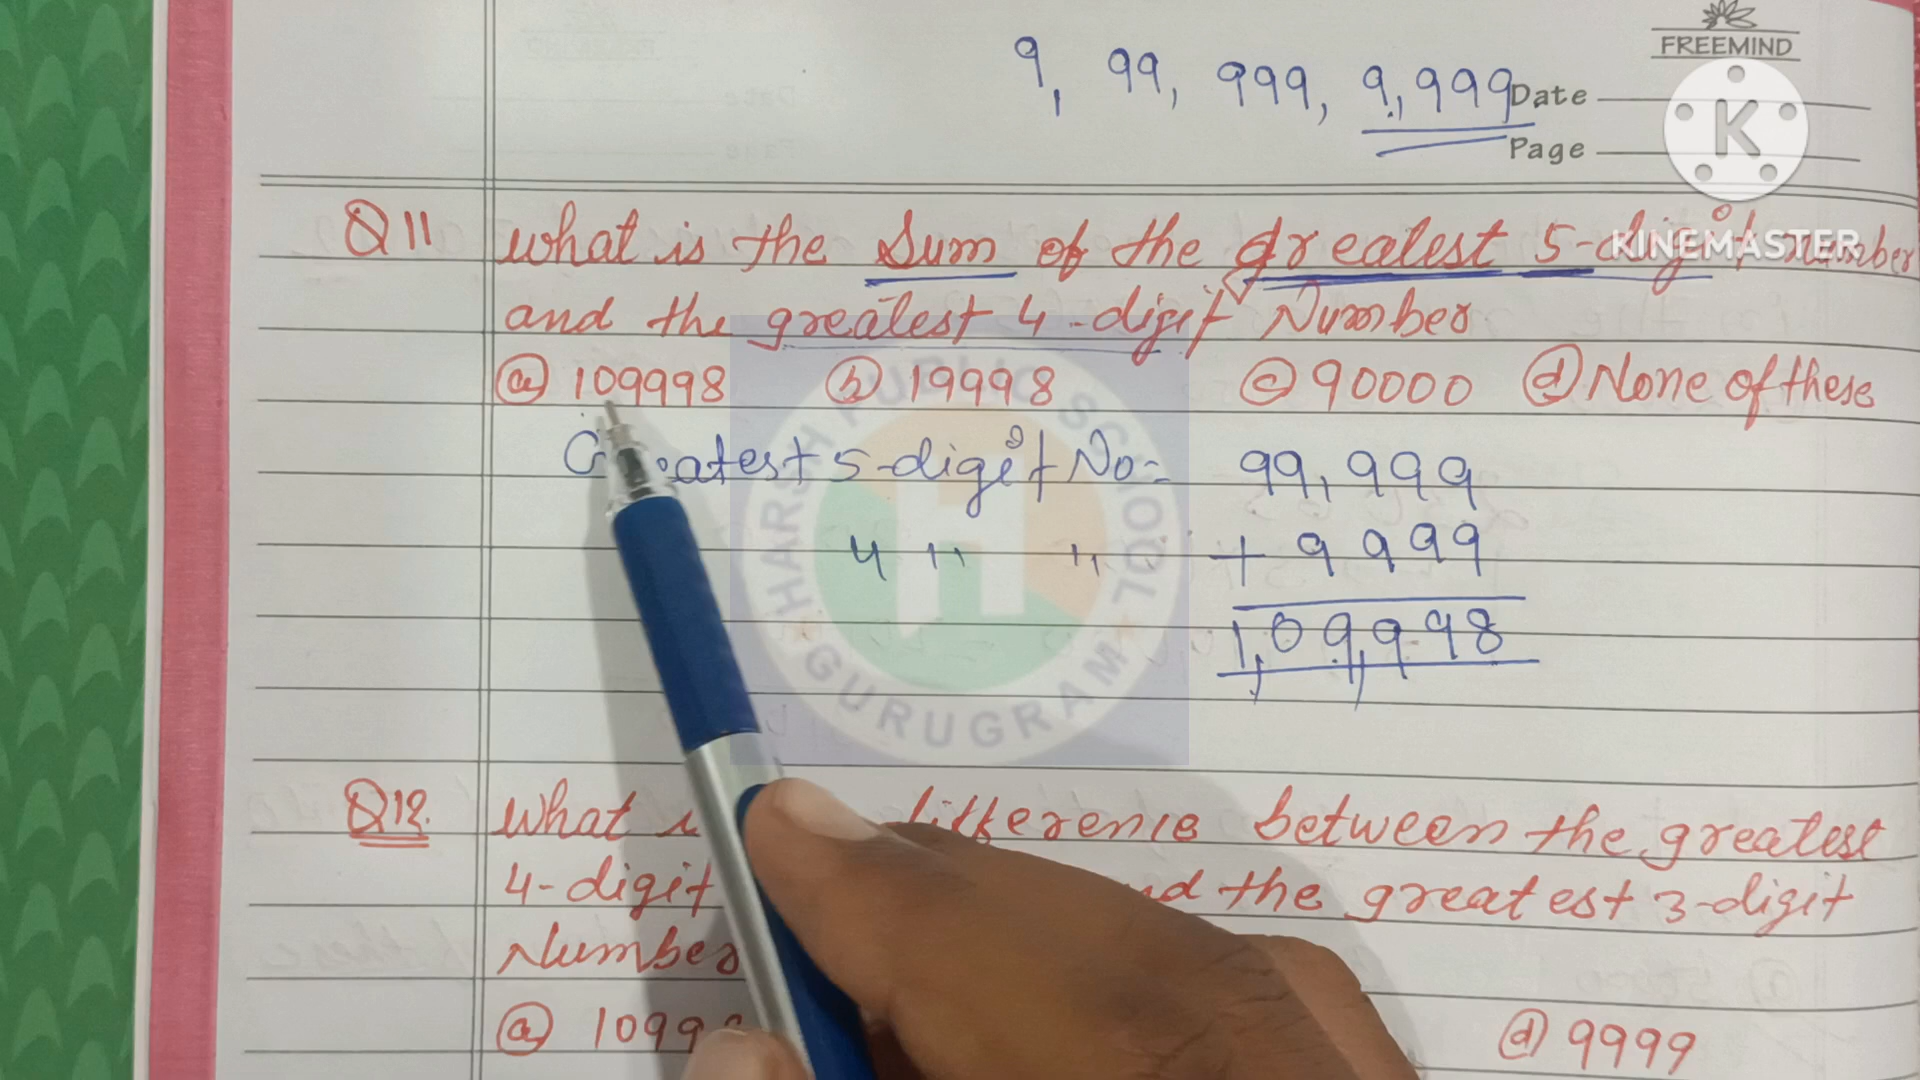 FREEMIND
9, 99, 999, 9,999
Date
Page
KINEMASTER
Q11 What is the Sum of the greatest 5-digit number
and the greatest 4-digit Number
(a) 109998 (b) 19998 (c) 90000 (d) None of these
Greatest 5-digit No = 99,999
4 " " + 9999
1,09,998
HARSH PUBLIC SCHOOL
GURUGRAM
Q12. What difference between the greatest
4-digit and the greatest 3-digit
Number
(a) (d) 9999